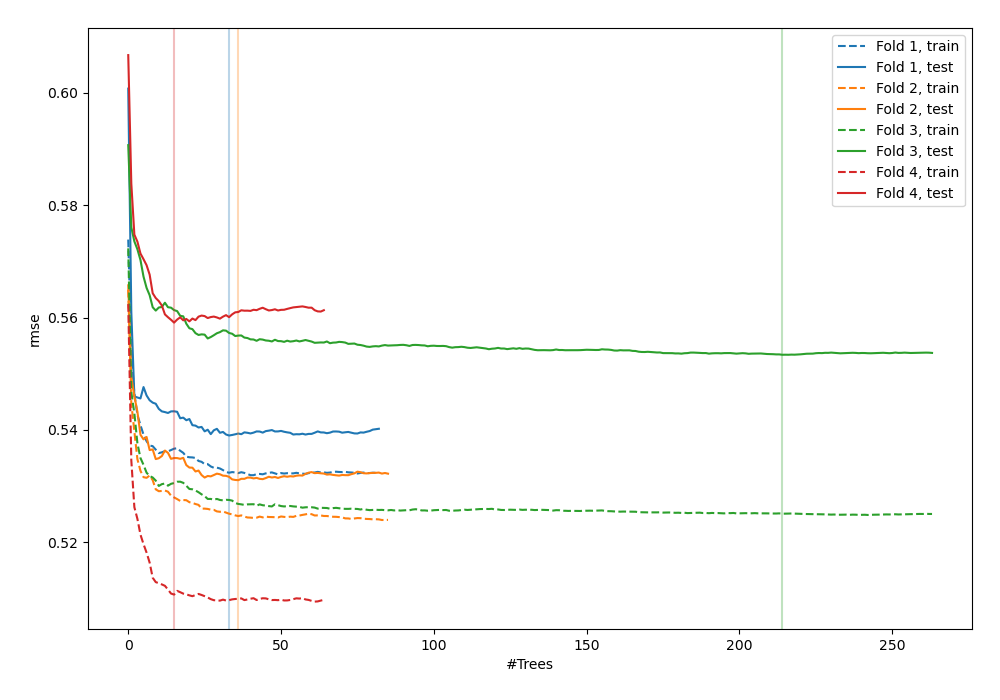 Fold 1, train
Fold 1, test
Fold 2, train
Fold 2, test
Fold 3, train
Fold 3, test
Fold 4, train
Fold 4, test
0.60
0.58
0.56
0.54
0.52
rmse
0
50
100
150
200
250
#Trees